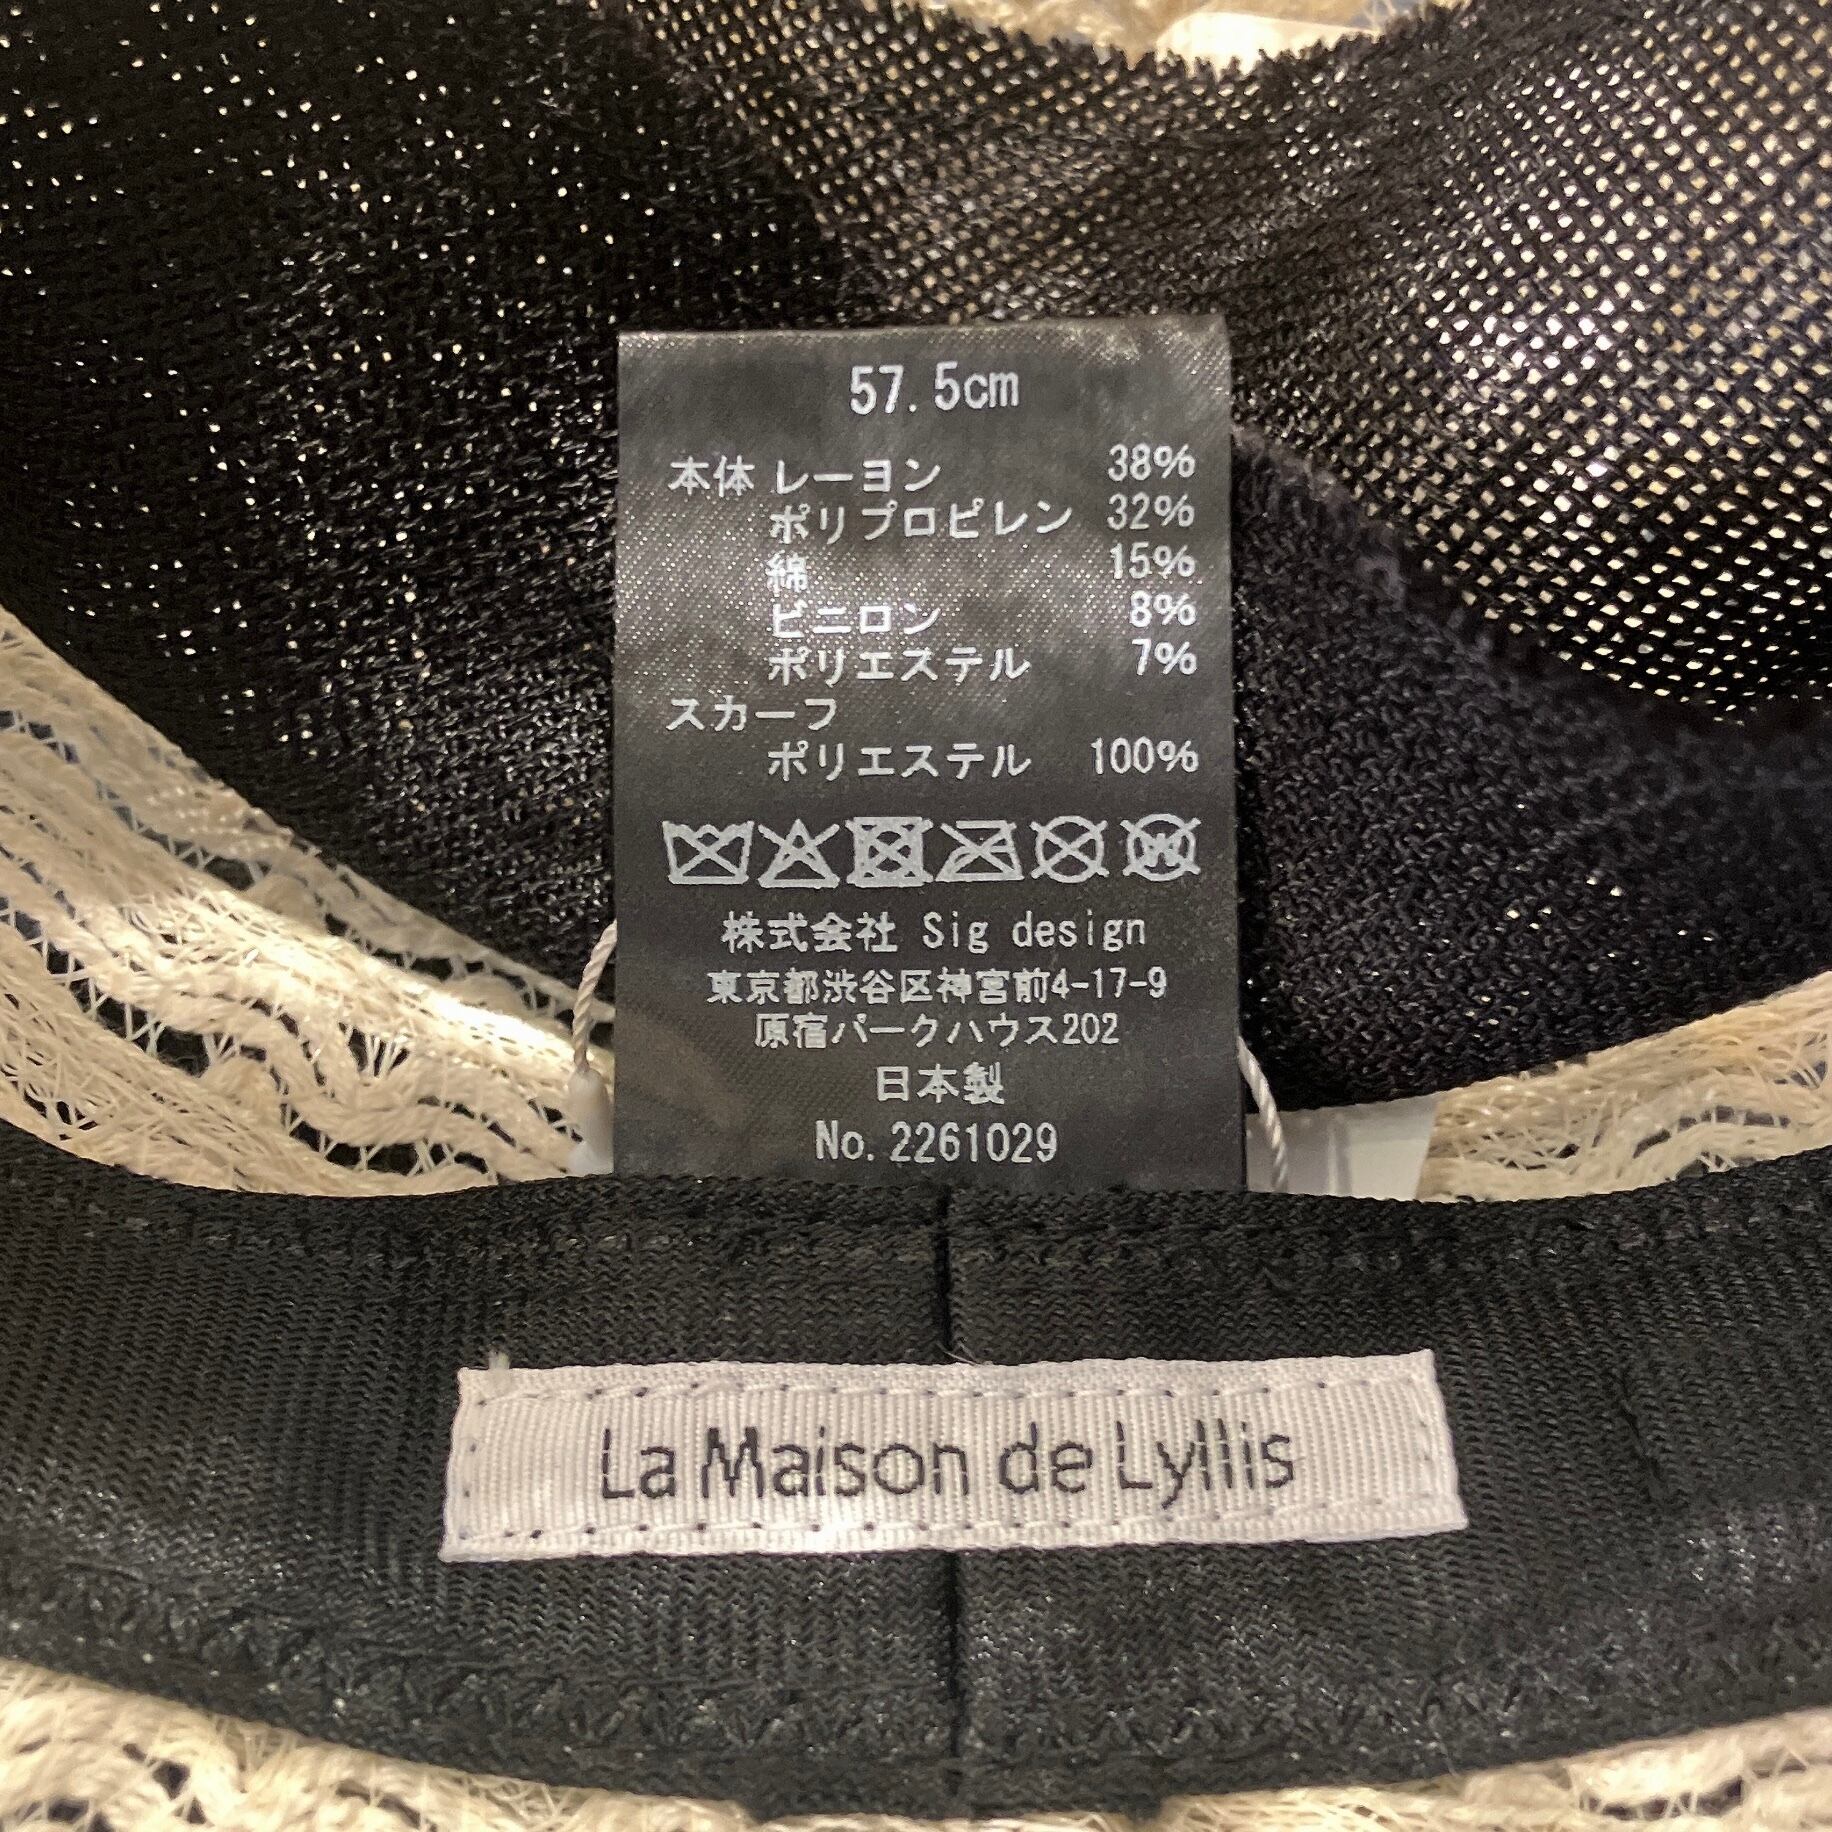 57.5cm
本体 レーヨン 38%
ポリプロピレン 32%
綿 15%
ビニロン 8%
ポリエステル 7%
スカーフ
ポリエステル 100%
株式会社 Sig design
東京都渋谷区神宮前4-17-9
原宿パークハウス202
日本製
No.2261029
La Maison de Lyllis